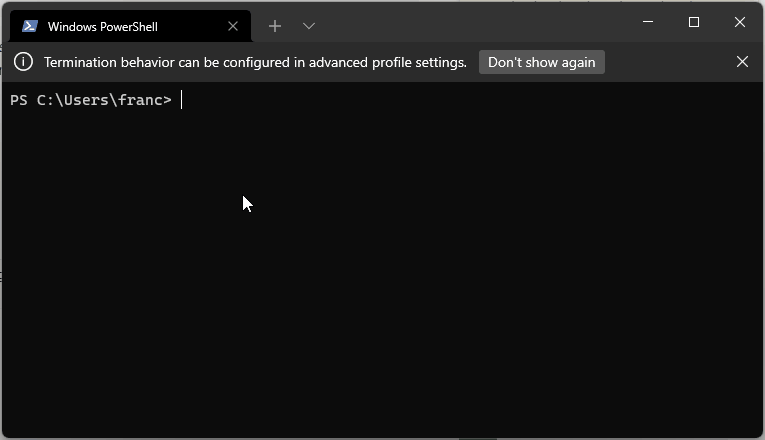 Windows PowerShell
Termination behavior can be configured in advanced profile settings. Don't show again
PS C:\Users\franc>